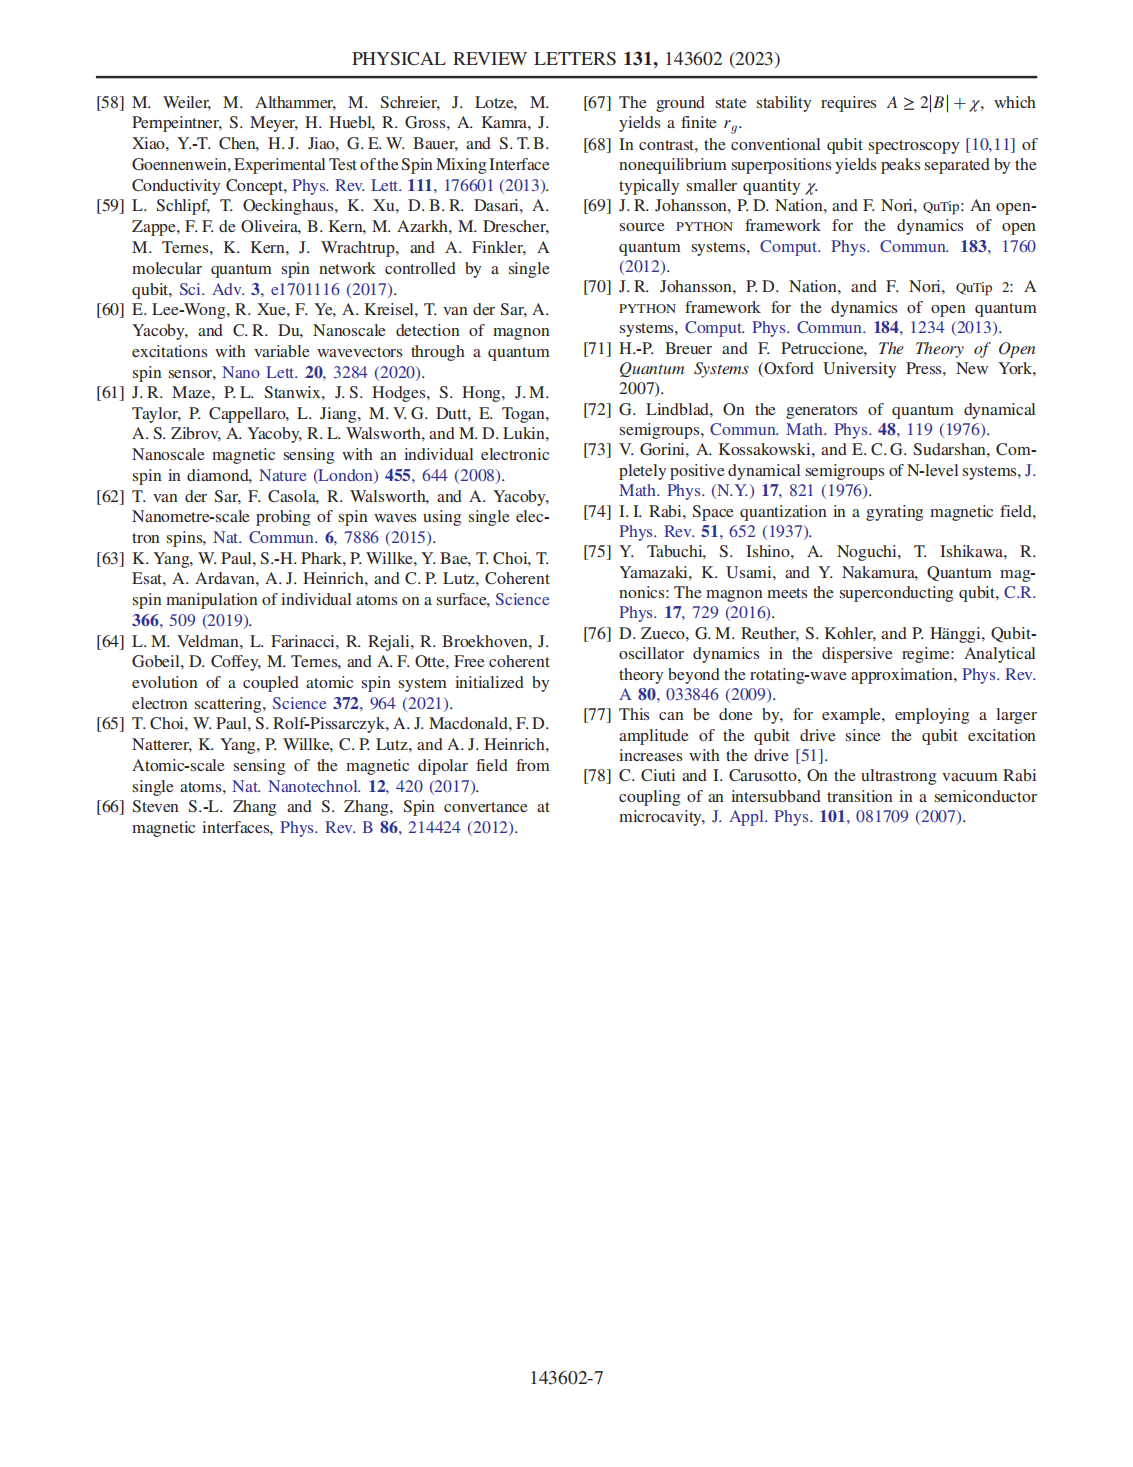 PHYSICAL REVIEW LETTERS 131, 143602 (2023)
[58] M. Weiler, M. Althammer, M. Schreier, J. Lotze, M.
Pernpeintner, S. Meyer, H. Huebl, R. Gross, A. Kamra, J.
Xiao, Y.-T. Chen, H. J. Jiao, G. E. W. Bauer, and S. T. B.
Goennenwein, Experimental Test of the Spin Mixing Interface
Conductivity Concept, Phys. Rev. Lett. 111, 176601 (2013).
[59] L. Schlipf, T. Oeckinghaus, K. Xu, D. B. R. Dasari, A.
Zappe, F. F. de Oliveira, B. Kern, M. Azarkh, M. Drescher,
M. Ternes, K. Kern, J. Wrachtrup, and A. Finkler, A
molecular quantum spin network controlled by a single
qubit, Sci. Adv. 3, e1701116 (2017).
[60] E. Lee-Wong, R. Xue, F. Ye, A. Kreisel, T. van der Sar, A.
Yacoby, and C. R. Du, Nanoscale detection of magnon
excitations with variable wavevectors through a quantum
spin sensor, Nano Lett. 20, 3284 (2020).
[61] J. R. Maze, P. L. Stanwix, J. S. Hodges, S. Hong, J. M.
Taylor, P. Cappellaro, L. Jiang, M. V. G. Dutt, E. Togan,
A. S. Zibrov, A. Yacoby, R. L. Walsworth, and M. D. Lukin,
Nanoscale magnetic sensing with an individual electronic
spin in diamond, Nature (London) 455, 644 (2008).
[62] T. van der Sar, F. Casola, R. Walsworth, and A. Yacoby,
Nanometre-scale probing of spin waves using single elec-
tron spins, Nat. Commun. 6, 7886 (2015).
[63] K. Yang, W. Paul, S.-H. Phark, P. Willke, Y. Bae, T. Choi, T.
Esat, A. Ardavan, A. J. Heinrich, and C. P. Lutz, Coherent
spin manipulation of individual atoms on a surface, Science
366, 509 (2019).
[64] L. M. Veldman, L. Farinacci, R. Rejali, R. Broekhoven, J.
Gobeil, D. Coffey, M. Ternes, and A. F. Otte, Free coherent
evolution of a coupled atomic spin system initialized by
electron scattering, Science 372, 964 (2021).
[65] T. Choi, W. Paul, S. Rolf-Pissarczyk, A. J. Macdonald, F. D.
Natterer, K. Yang, P. Willke, C. P. Lutz, and A. J. Heinrich,
Atomic-scale sensing of the magnetic dipolar field from
single atoms, Nat. Nanotechnol. 12, 420 (2017).
[66] Steven S.-L. Zhang and S. Zhang, Spin convertance at
magnetic interfaces, Phys. Rev. B 86, 214424 (2012).
[67] The ground state stability requires A ≥ 2|B| + χ, which
yields a finite r_g.
[68] In contrast, the conventional qubit spectroscopy [10,11] of
nonequilibrium superpositions yields peaks separated by the
typically smaller quantity χ.
[69] J. R. Johansson, P. D. Nation, and F. Nori, QuTip: An open-
source PYTHON framework for the dynamics of open
quantum systems, Comput. Phys. Commun. 183, 1760
(2012).
[70] J. R. Johansson, P. D. Nation, and F. Nori, QuTip 2: A
PYTHON framework for the dynamics of open quantum
systems, Comput. Phys. Commun. 184, 1234 (2013).
[71] H.-P. Breuer and F. Petruccione, The Theory of Open
Quantum Systems (Oxford University Press, New York,
2007).
[72] G. Lindblad, On the generators of quantum dynamical
semigroups, Commun. Math. Phys. 48, 119 (1976).
[73] V. Gorini, A. Kossakowski, and E. C. G. Sudarshan, Com-
pletely positive dynamical semigroups of N-level systems, J.
Math. Phys. (N.Y.) 17, 821 (1976).
[74] I. I. Rabi, Space quantization in a gyrating magnetic field,
Phys. Rev. 51, 652 (1937).
[75] Y. Tabuchi, S. Ishino, A. Noguchi, T. Ishikawa, R.
Yamazaki, K. Usami, and Y. Nakamura, Quantum mag-
nonics: The magnon meets the superconducting qubit, C.R.
Phys. 17, 729 (2016).
[76] D. Zueco, G. M. Reuther, S. Kohler, and P. Hänggi, Qubit-
oscillator dynamics in the dispersive regime: Analytical
theory beyond the rotating-wave approximation, Phys. Rev.
A 80, 033846 (2009).
[77] This can be done by, for example, employing a larger
amplitude of the qubit drive since the qubit excitation
increases with the drive [51].
[78] C. Ciuti and I. Carusotto, On the ultrastrong vacuum Rabi
coupling of an intersubband transition in a semiconductor
microcavity, J. Appl. Phys. 101, 081709 (2007).
143602-7